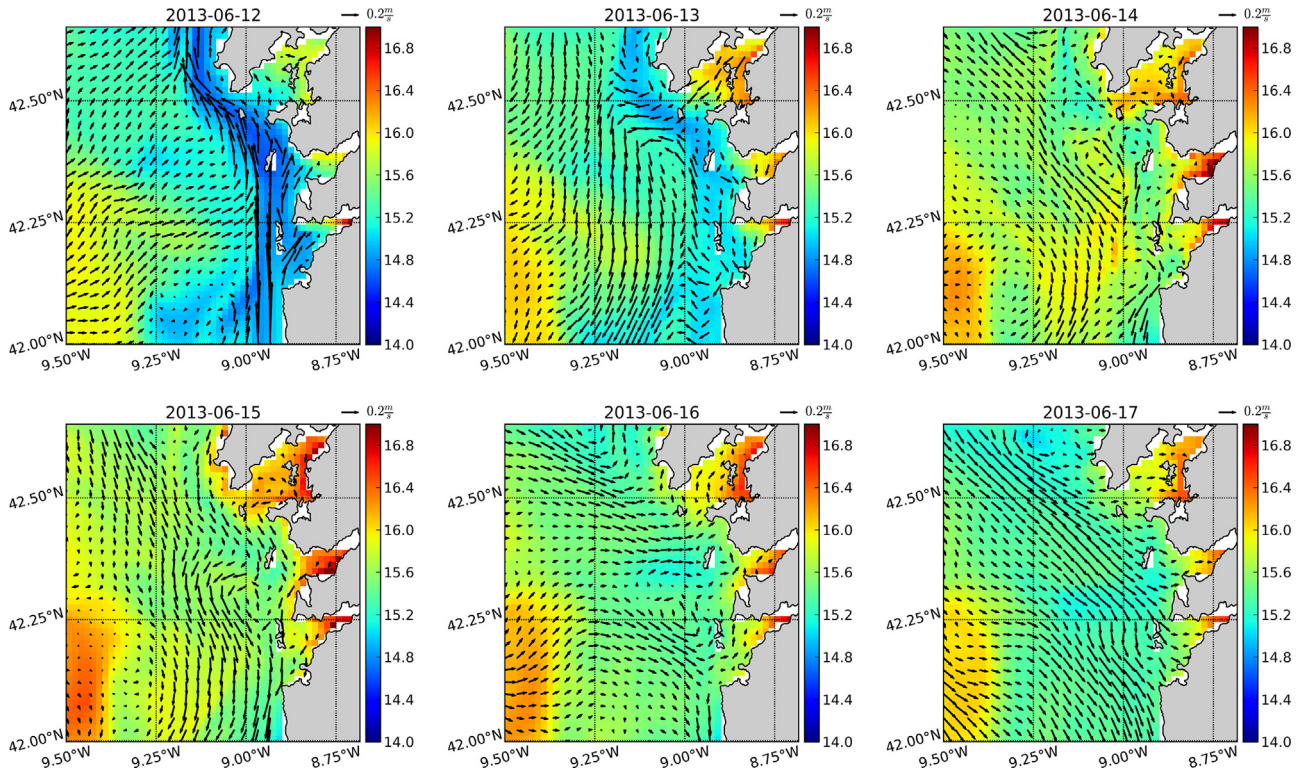 2013-06-12
0.2 m/s
42.50°N
42.25°N
42.00°N
9.50°W
9.25°W
9.00°W
8.75°W
16.8
16.4
16.0
15.6
15.2
14.8
14.4
14.0
2013-06-13
0.2 m/s
42.50°N
42.25°N
42.00°N
9.50°W
9.25°W
9.00°W
8.75°W
16.8
16.4
16.0
15.6
15.2
14.8
14.4
14.0
2013-06-14
0.2 m/s
42.50°N
42.25°N
42.00°N
9.50°W
9.25°W
9.00°W
8.75°W
16.8
16.4
16.0
15.6
15.2
14.8
14.4
14.0
2013-06-15
0.2 m/s
42.50°N
42.25°N
42.00°N
9.50°W
9.25°W
9.00°W
8.75°W
16.8
16.4
16.0
15.6
15.2
14.8
14.4
14.0
2013-06-16
0.2 m/s
42.50°N
42.25°N
42.00°N
9.50°W
9.25°W
9.00°W
8.75°W
16.8
16.4
16.0
15.6
15.2
14.8
14.4
14.0
2013-06-17
0.2 m/s
42.50°N
42.25°N
42.00°N
9.50°W
9.25°W
9.00°W
8.75°W
16.8
16.4
16.0
15.6
15.2
14.8
14.4
14.0